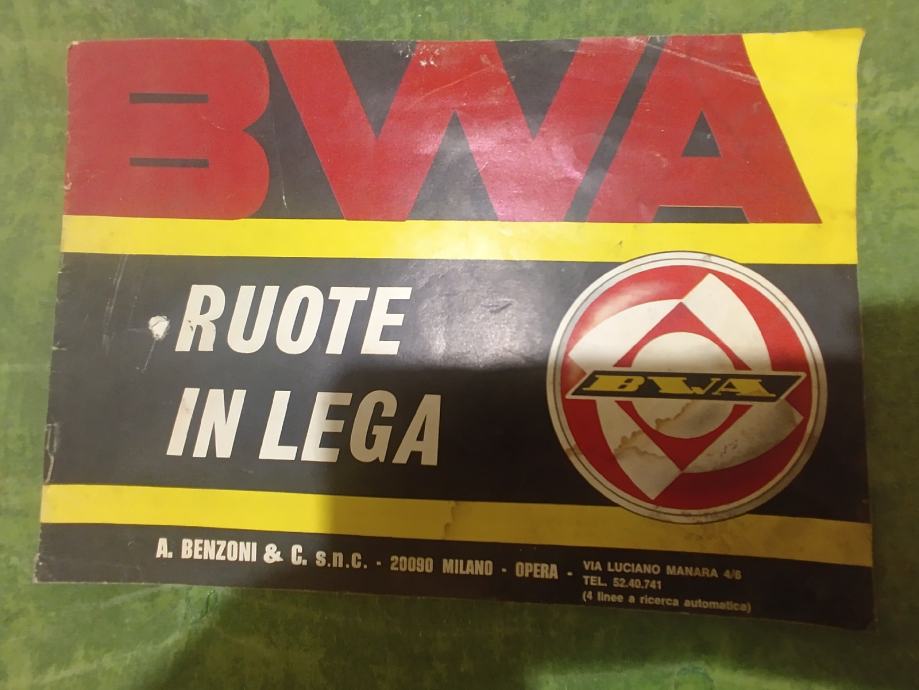 BWA
RUOTE
IN LEGA
BWA
A. BENZONI & C. s.n.c. - 20090 MILANO - OPERA -
VIA LUCIANO MANARA 4/6
TEL. 52.40.741
(4 linee a ricerca automatica)